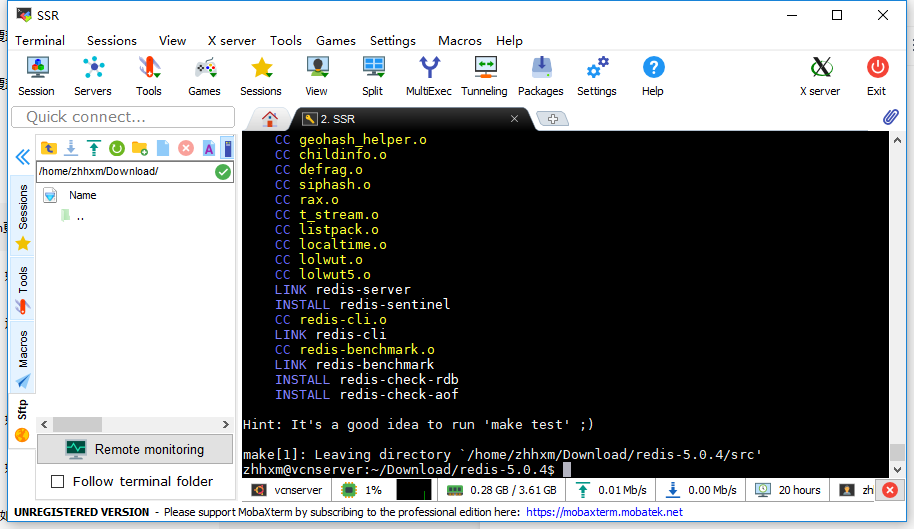 SSR
Terminal Sessions View X server Tools Games Settings Macros Help
Session Servers Tools Games Sessions View Split MultiExec Tunneling Packages Settings Help X server Exit
Quick connect...
2. SSR
/home/zhhxm/Download/
Name
..
Sessions
Tools
Macros
Sftp
CC geohash_helper.o
CC childinfo.o
CC defrag.o
CC siphash.o
CC rax.o
CC t_stream.o
CC listpack.o
CC localtime.o
CC lolwut.o
CC lolwut5.o
LINK redis-server
INSTALL redis-sentinel
CC redis-cli.o
LINK redis-cli
CC redis-benchmark.o
LINK redis-benchmark
INSTALL redis-check-rdb
INSTALL redis-check-aof
Hint: It's a good idea to run 'make test' ;)
make[1]: Leaving directory `/home/zhhxm/Download/redis-5.0.4/src'
zhhxm@vcnserver:~/Download/redis-5.0.4$
Remote monitoring
Follow terminal folder
vcnserver 1% 0.28 GB / 3.61 GB 0.01 Mb/s 0.00 Mb/s 20 hours zh
UNREGISTERED VERSION - Please support MobaXterm by subscribing to the professional edition here: https://mobaxterm.mobatek.net